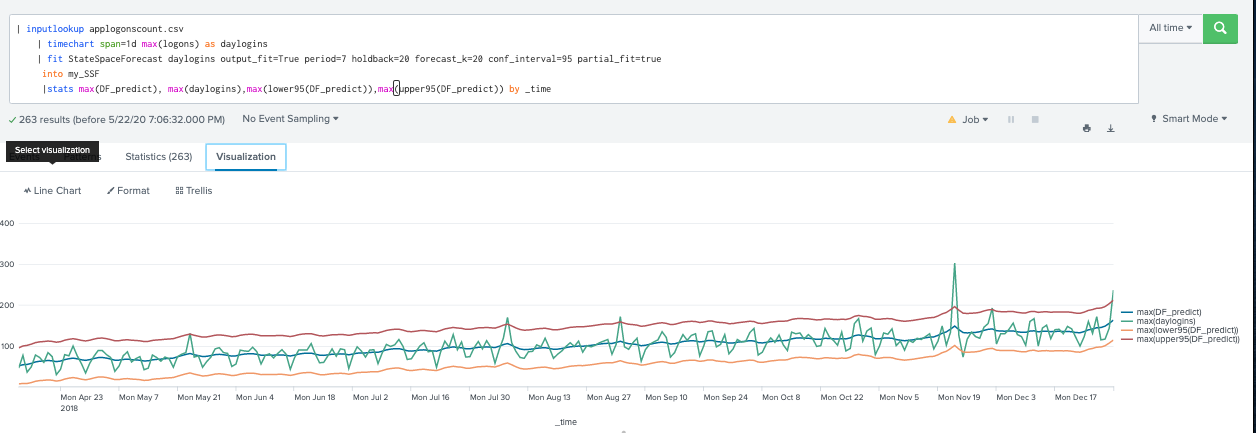 | inputlookup applogonscount.csv
All time
| timechart span=1d max(logons) as daylogins
| fit StateSpaceForecast daylogins output_fit=True period=7 holdback=20 forecast_k=20 conf_interval=95 partial_fit=true
into my_SSF
|stats max(DF_predict), max(daylogins),max(lower95(DF_predict)),max(upper95(DF_predict)) by _time
263 results (before 5/22/20 7:06:32.000 PM)
No Event Sampling
Job
Smart Mode
Select visualization
Events
Patterns
Statistics (263)
Visualization
Line Chart
Format
Trellis
400
300
200
100
max(DF_predict)
max(daylogins)
max(lower95(DF_predict))
max(upper95(DF_predict))
Mon Apr 23 Mon May 7 Mon May 21 Mon Jun 4 Mon Jun 18 Mon Jul 2 Mon Jul 16 Mon Jul 30 Mon Aug 13 Mon Aug 27 Mon Sep 10 Mon Sep 24 Mon Oct 8 Mon Oct 22 Mon Nov 5 Mon Nov 19 Mon Dec 3 Mon Dec 17
2018
_time